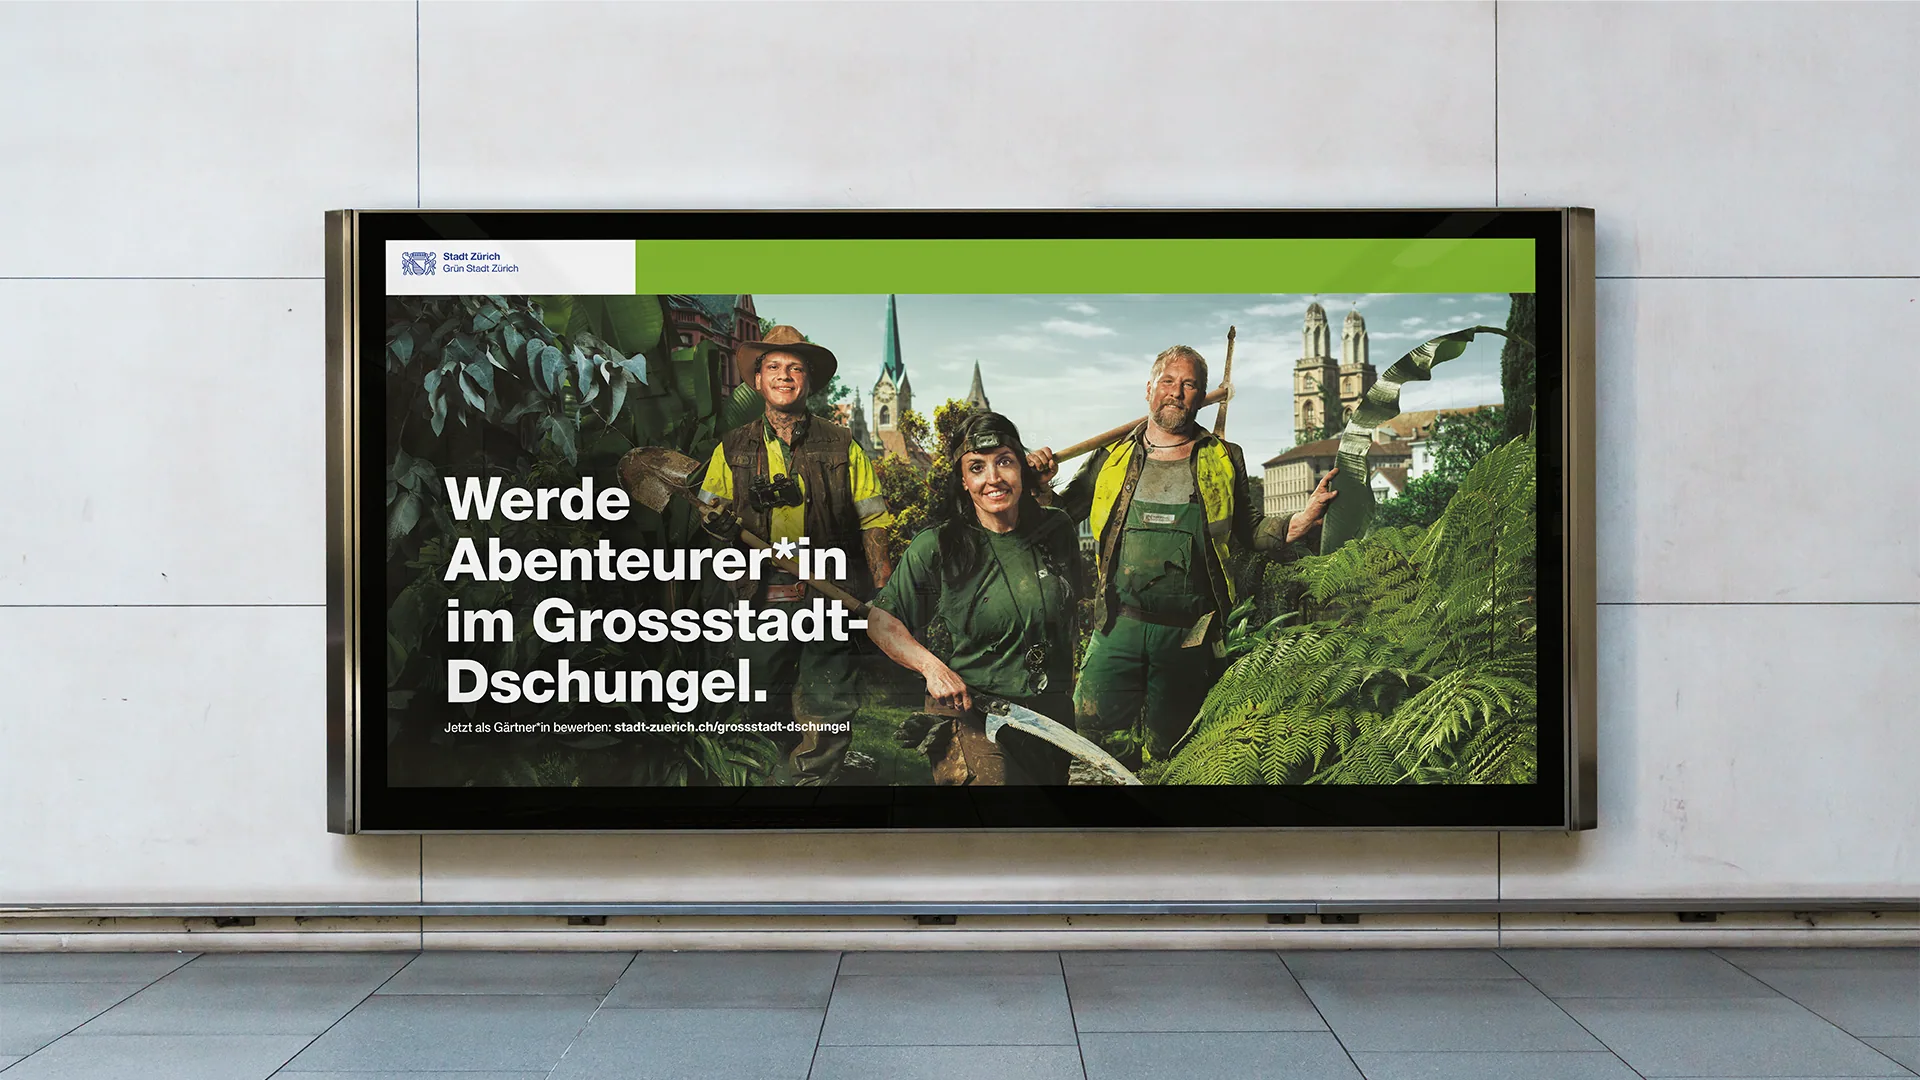 Stadt Zürich
Grün Stadt Zürich
Werde
Abenteurer*in
im Grossstadt-
Dschungel.
Jetzt als Gärtner*in bewerben: stadt-zuerich.ch/grossstadt-dschungel